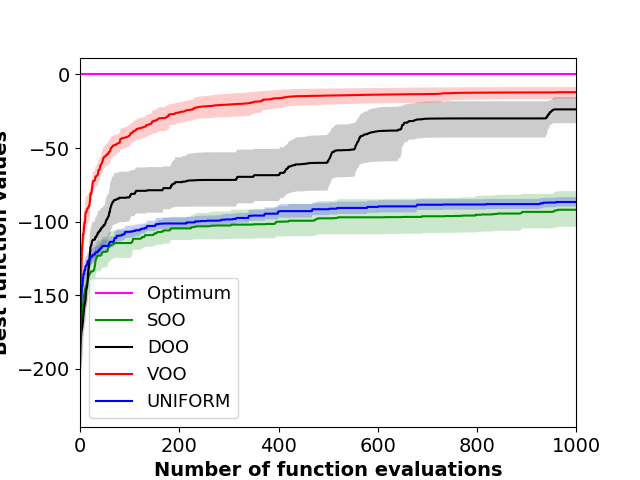 0
−50
−100
−150
−200
Best function values
Optimum
SOO
DOO
VOO
UNIFORM
0 200 400 600 800 1000
Number of function evaluations